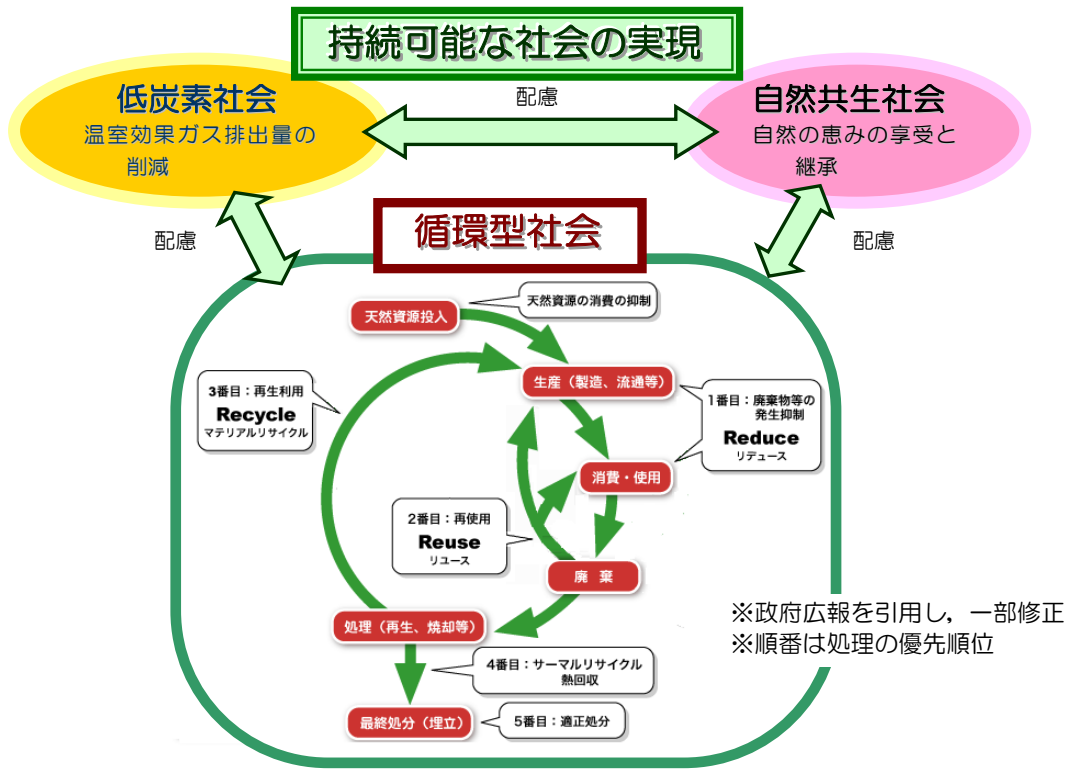 持続可能な社会の実現
低炭素社会
温室効果ガス排出量の
削減
配慮
自然共生社会
自然の恵みの享受と
継承
配慮
循環型社会
配慮
天然資源投入
天然資源の消費の抑制
生産（製造、流通等）
3番目：再生利用
Recycle
マテリアルリサイクル
1番目：廃棄物等の
発生抑制
Reduce
リデュース
消費・使用
2番目：再使用
Reuse
リユース
廃 棄
処理（再生、焼却等）
※政府広報を引用し，一部修正
※順番は処理の優先順位
4番目：サーマルリサイクル
熱回収
最終処分（埋立）
5番目：適正処分